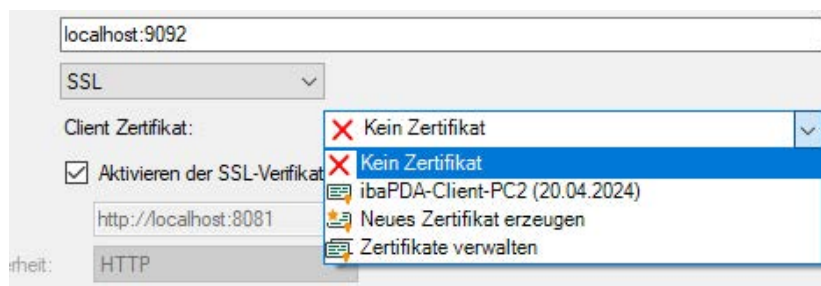 localhost:9092
SSL
Client Zertifikat:
Kein Zertifikat
Kein Zertifikat
Aktivieren der SSL-Verifikat
ibaPDA-Client-PC2 (20.04.2024)
http://localhost:8081
Neues Zertifikat erzeugen
Zertifikate verwalten
erheit:
HTTP